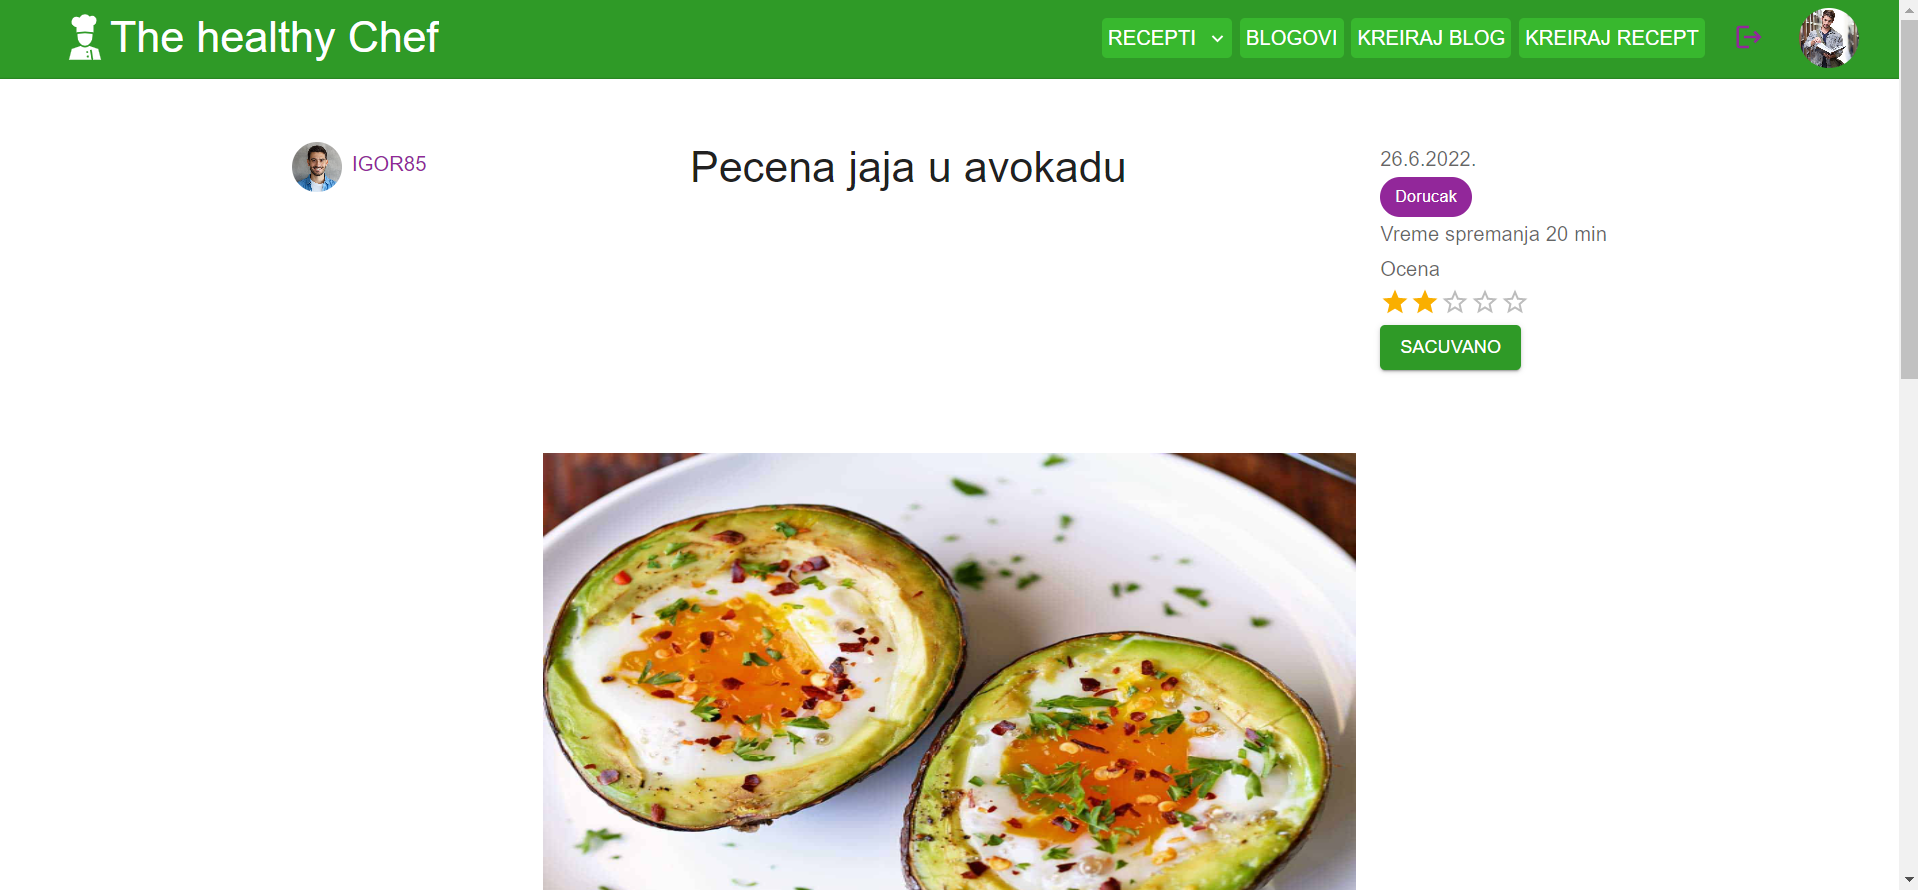 The healthy Chef
RECEPTI
BLOGOVI
KREIRAJ BLOG
KREIRAJ RECEPT
IGOR85
Pecena jaja u avokadu
26.6.2022.
Dorucak
Vreme spremanja 20 min
Ocena
SACUVANO